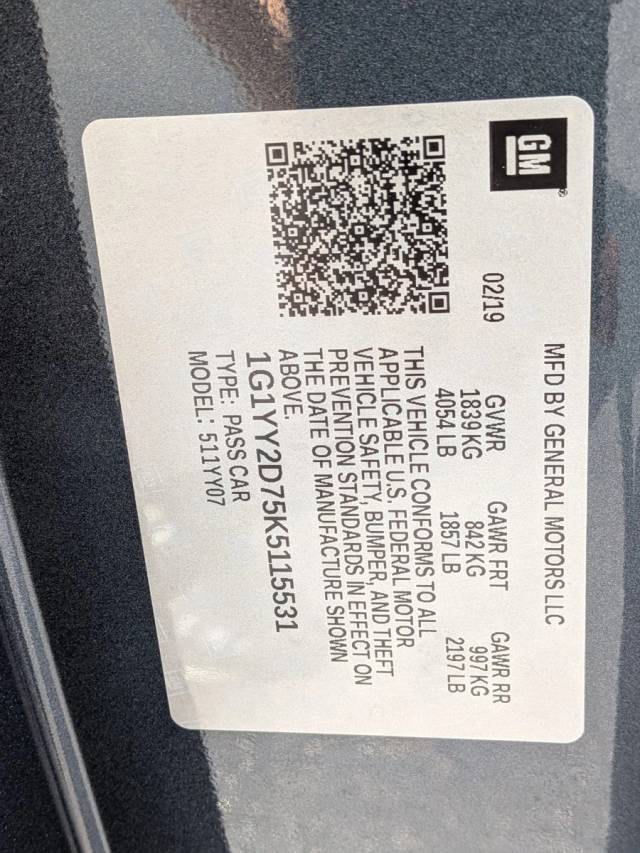 GM
®
MFD BY GENERAL MOTORS LLC
02/19
GVWR GAWR FRT GAWR RR
1839 KG 842 KG 997 KG
4054 LB 1857 LB 2197 LB
THIS VEHICLE CONFORMS TO ALL
APPLICABLE U.S. FEDERAL MOTOR
VEHICLE SAFETY, BUMPER, AND THEFT
PREVENTION STANDARDS IN EFFECT ON
THE DATE OF MANUFACTURE SHOWN
ABOVE.
1G1YY2D75K5115531
TYPE: PASS CAR
MODEL: 511YY07